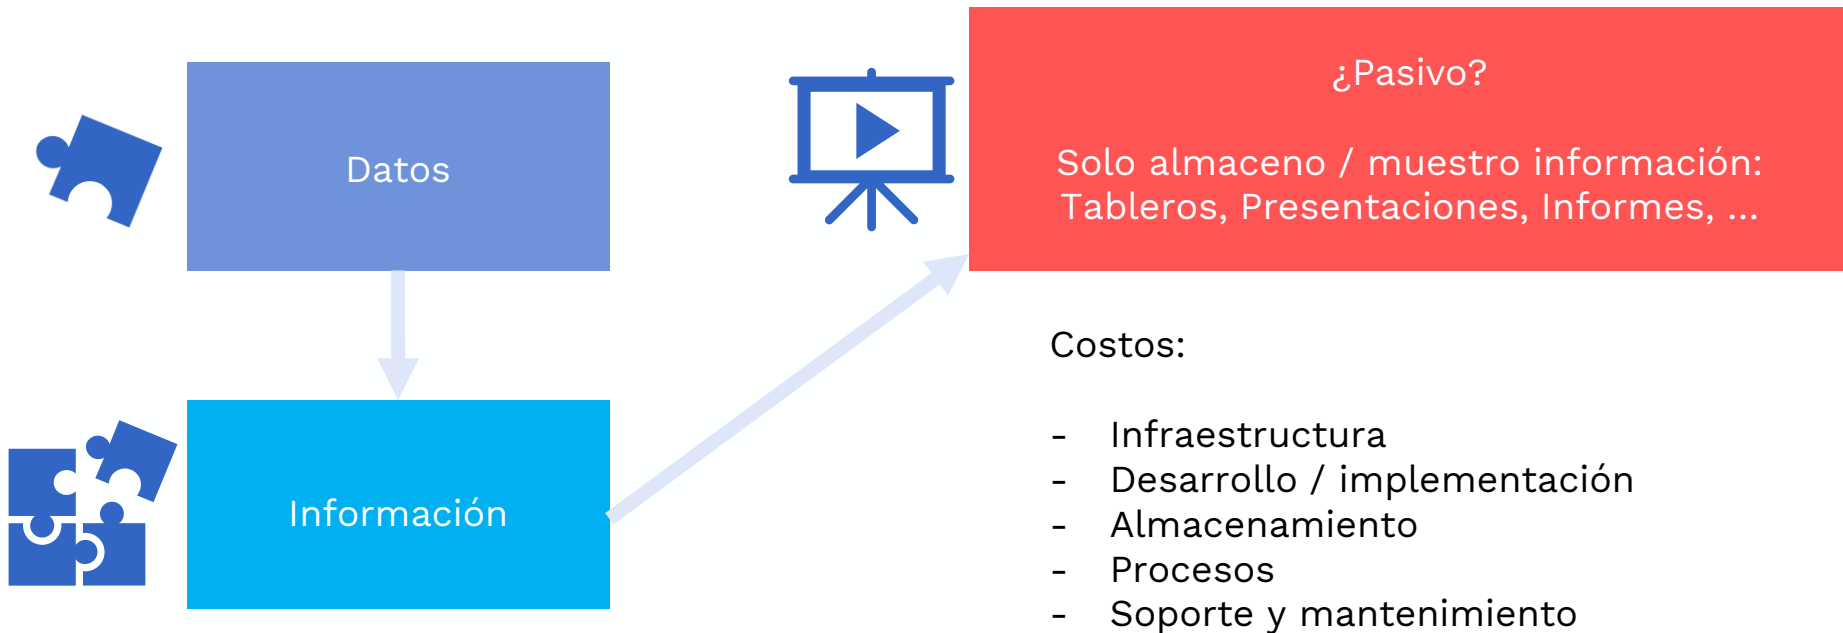 Datos
Información
¿Pasivo?
Solo almaceno / muestro información:
Tableros, Presentaciones, Informes, ...
Costos:
- Infraestructura
- Desarrollo / implementación
- Almacenamiento
- Procesos
- Soporte y mantenimiento